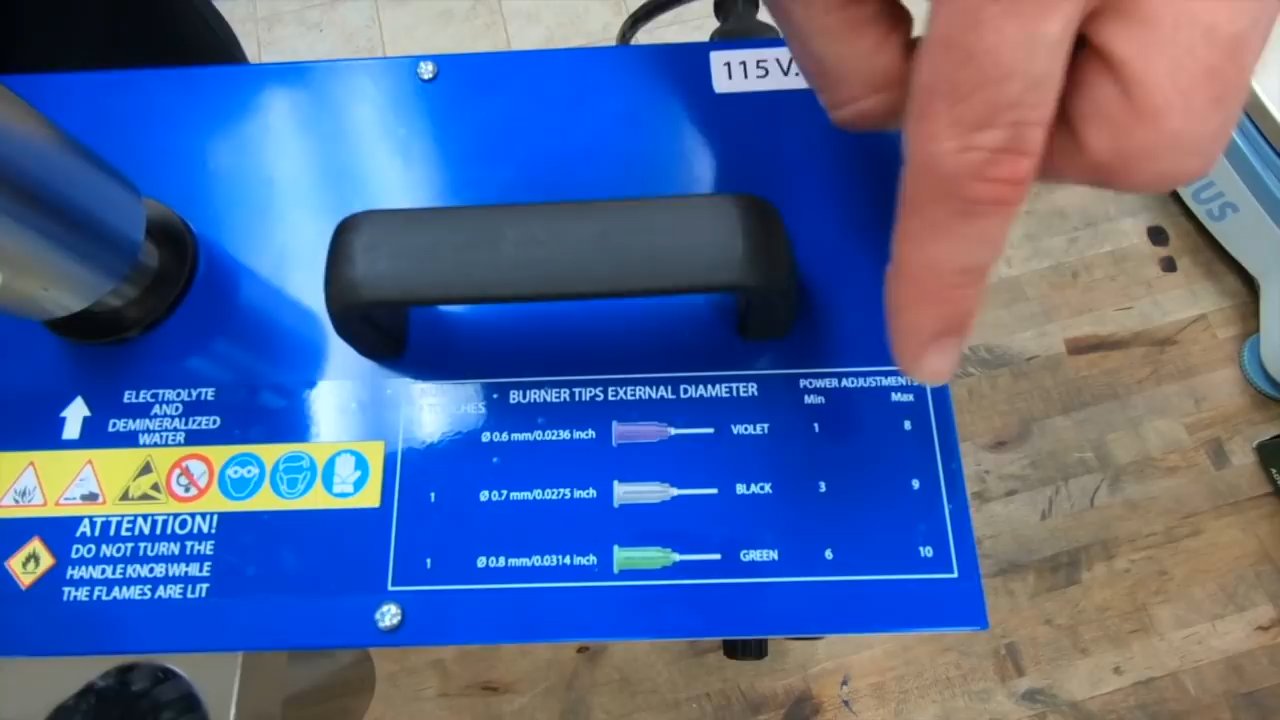 115 V.
US
ELECTROLYTE
AND
DEMINERALIZED
WATER
ATTENTION!
DO NOT TURN THE
HANDLE KNOB WHILE
THE FLAMES ARE LIT
BURNER TIPS EXERNAL DIAMETER POWER ADJUSTMENTS
Min Max
Ø 0.6 mm/0.0236 inch VIOLET 1 8
1 Ø 0.7 mm/0.0275 inch BLACK 3 9
1 Ø 0.8 mm/0.0314 inch GREEN 6 10